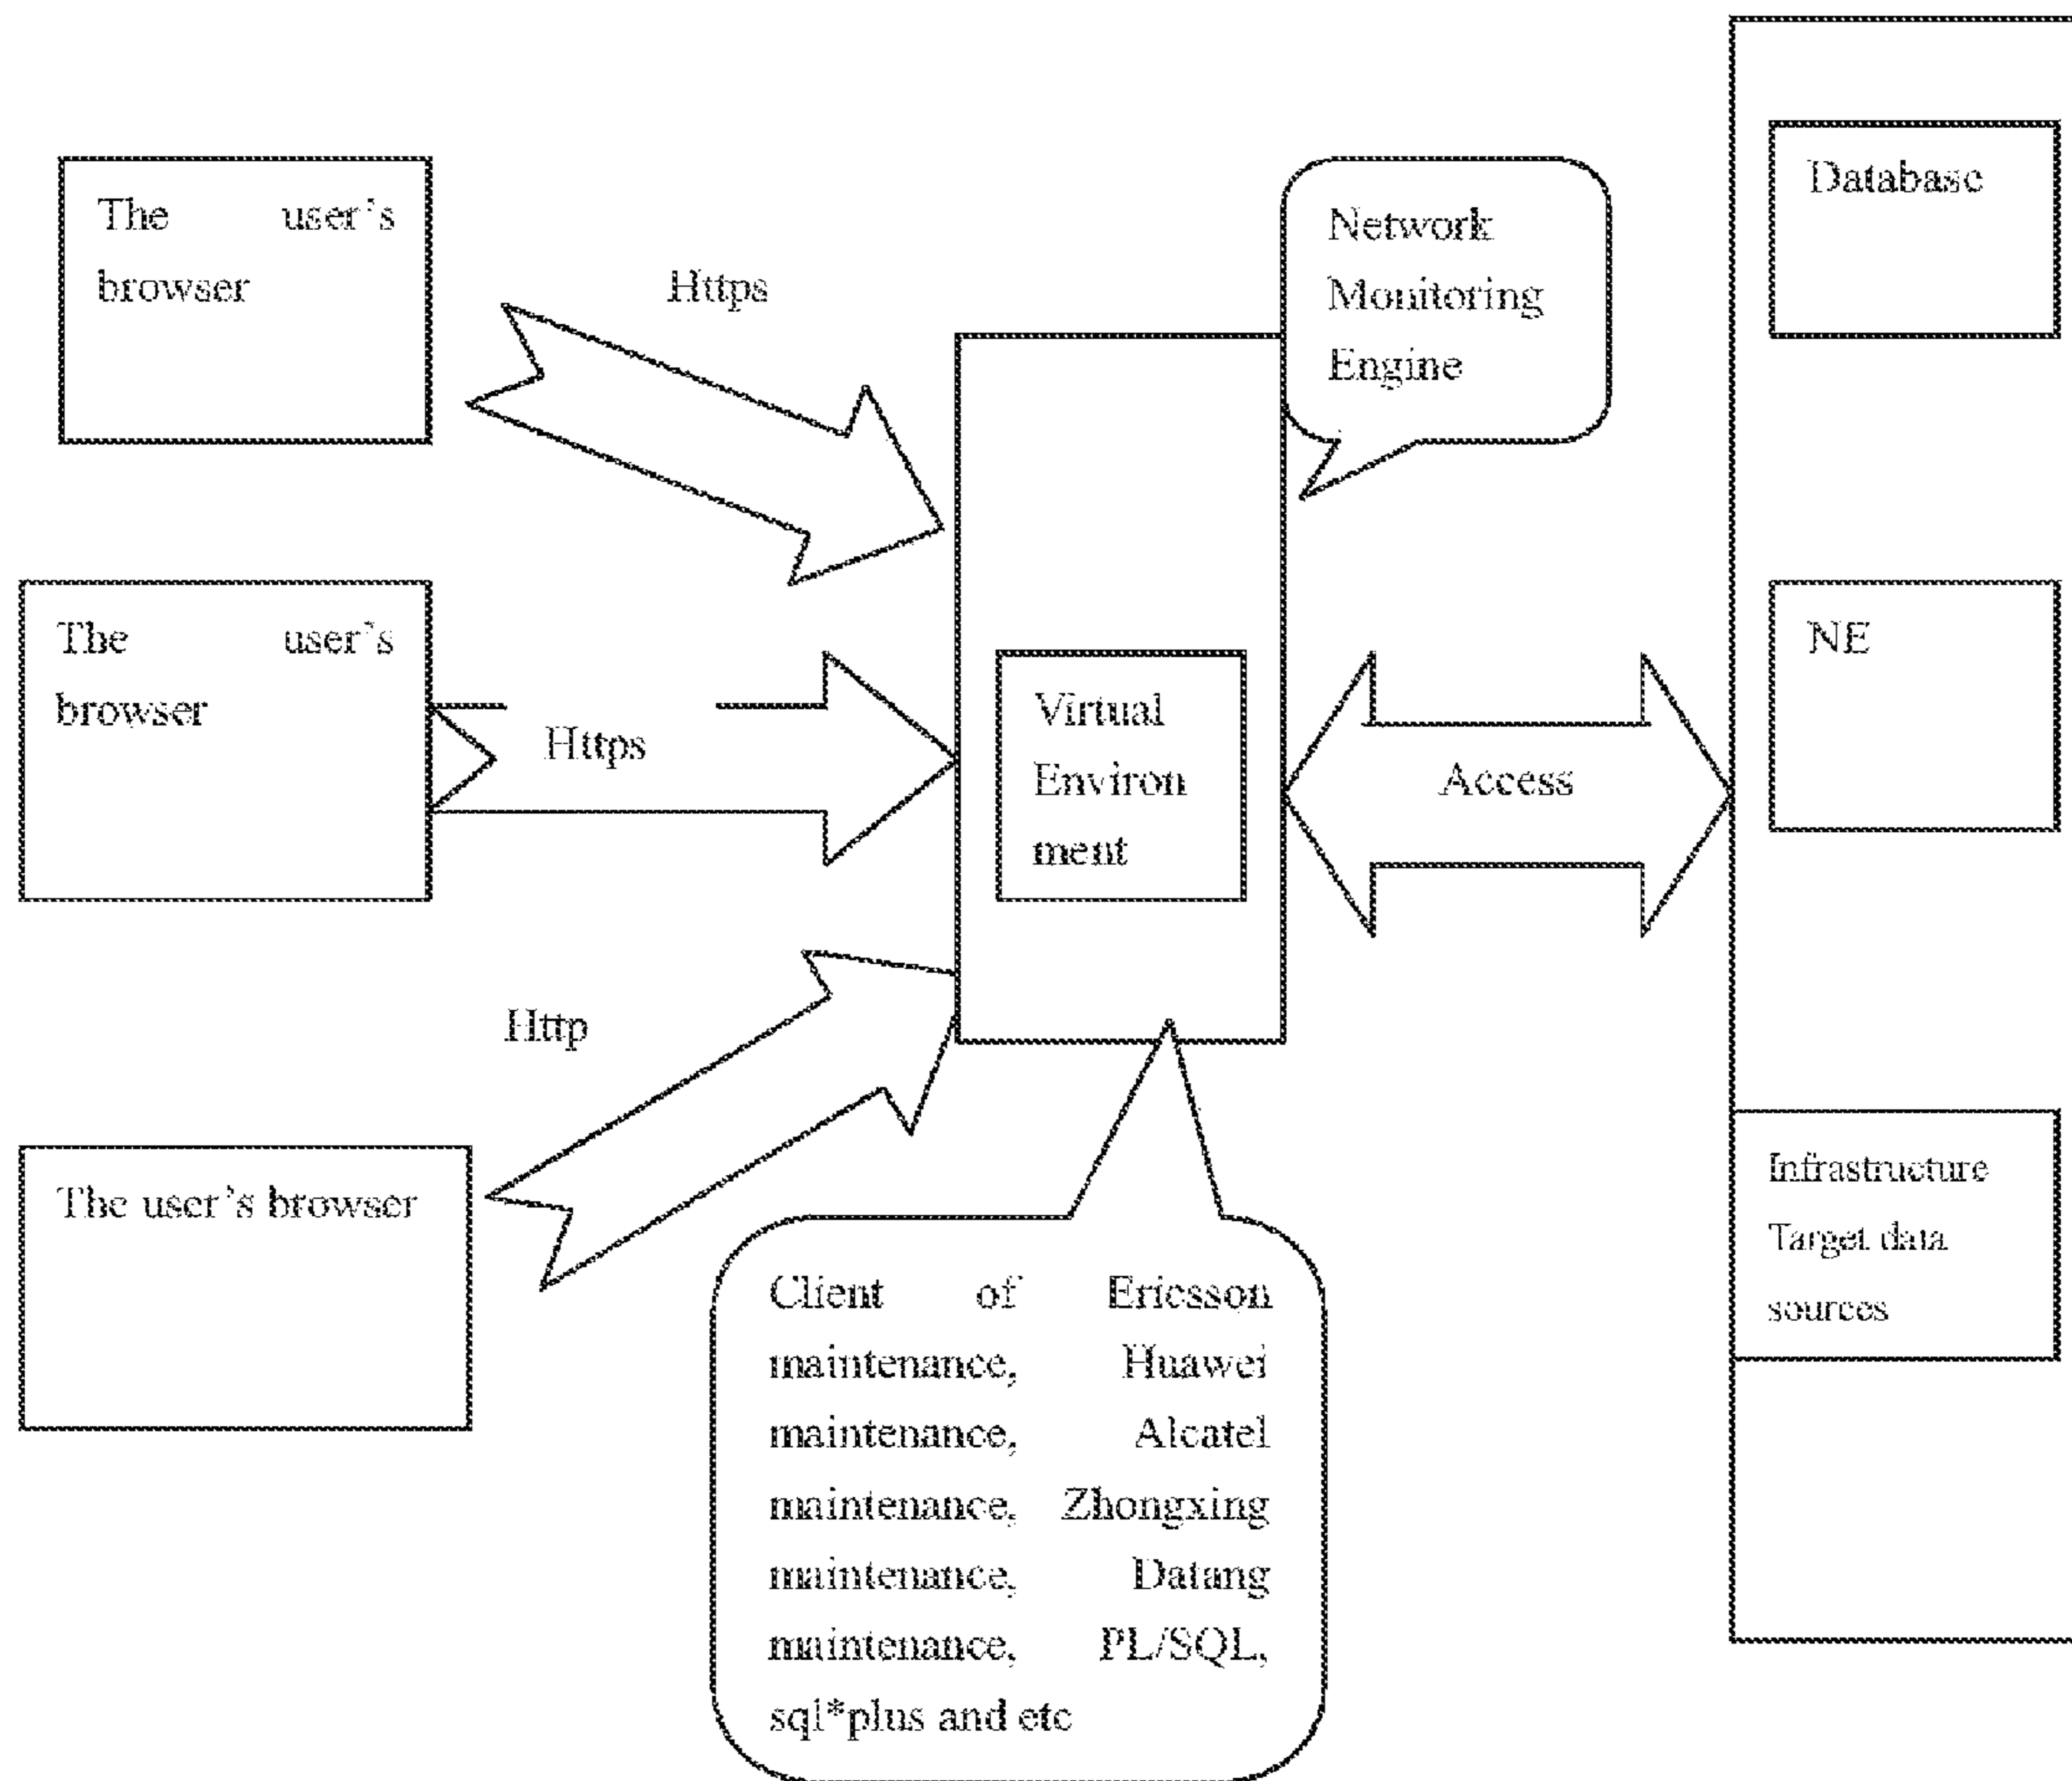 The user's
browser
Https
The user's
browser
Https
Http
The user's browser
Network
Monitoring
Engine
Virtual
Environ
ment
Access
Client of Ericsson
maintenance, Huawei
maintenance, Alcatel
maintenance, Zhongxing
maintenance, Datang
maintenance, PL/SQL,
sql*plus and etc
Database
NE
Infrastructure
Target data
sources